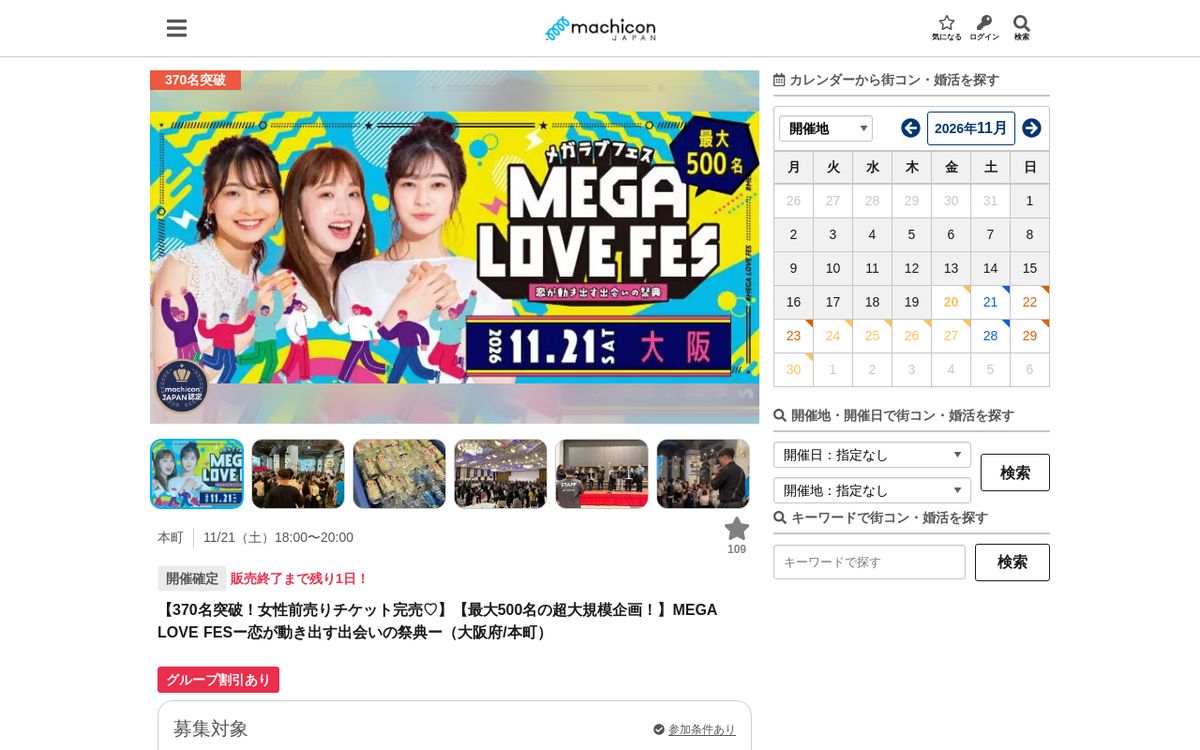 machicon
JAPAN
気になる
ログイン
検索
370名突破
メガラブフェス
最大
500名
MEGA
LOVE FES
恋が動き出す出会いの祭典
2026 11.21 SAT 大阪
#MEGA LOVE FES
machicon
JAPAN認定
MEGA
LOVE F
11.21
STAFF
本町
11/21（土）18:00〜20:00
109
開催確定 販売終了まで残り1日！
【370名突破！女性前売りチケット完売♡】【最大500名の超大規模企画！】MEGA
LOVE FESー恋が動き出す出会いの祭典ー（大阪府/本町）
グループ割引あり
募集対象
参加条件あり
カレンダーから街コン・婚活を探す
開催地
2026年11月
月 火 水 木 金 土 日
26 27 28 29 30 31 1
2 3 4 5 6 7 8
9 10 11 12 13 14 15
16 17 18 19 20 21 22
23 24 25 26 27 28 29
30 1 2 3 4 5 6
開催地・開催日で街コン・婚活を探す
開催日：指定なし
開催地：指定なし
検索
キーワードで街コン・婚活を探す
キーワードで探す
検索